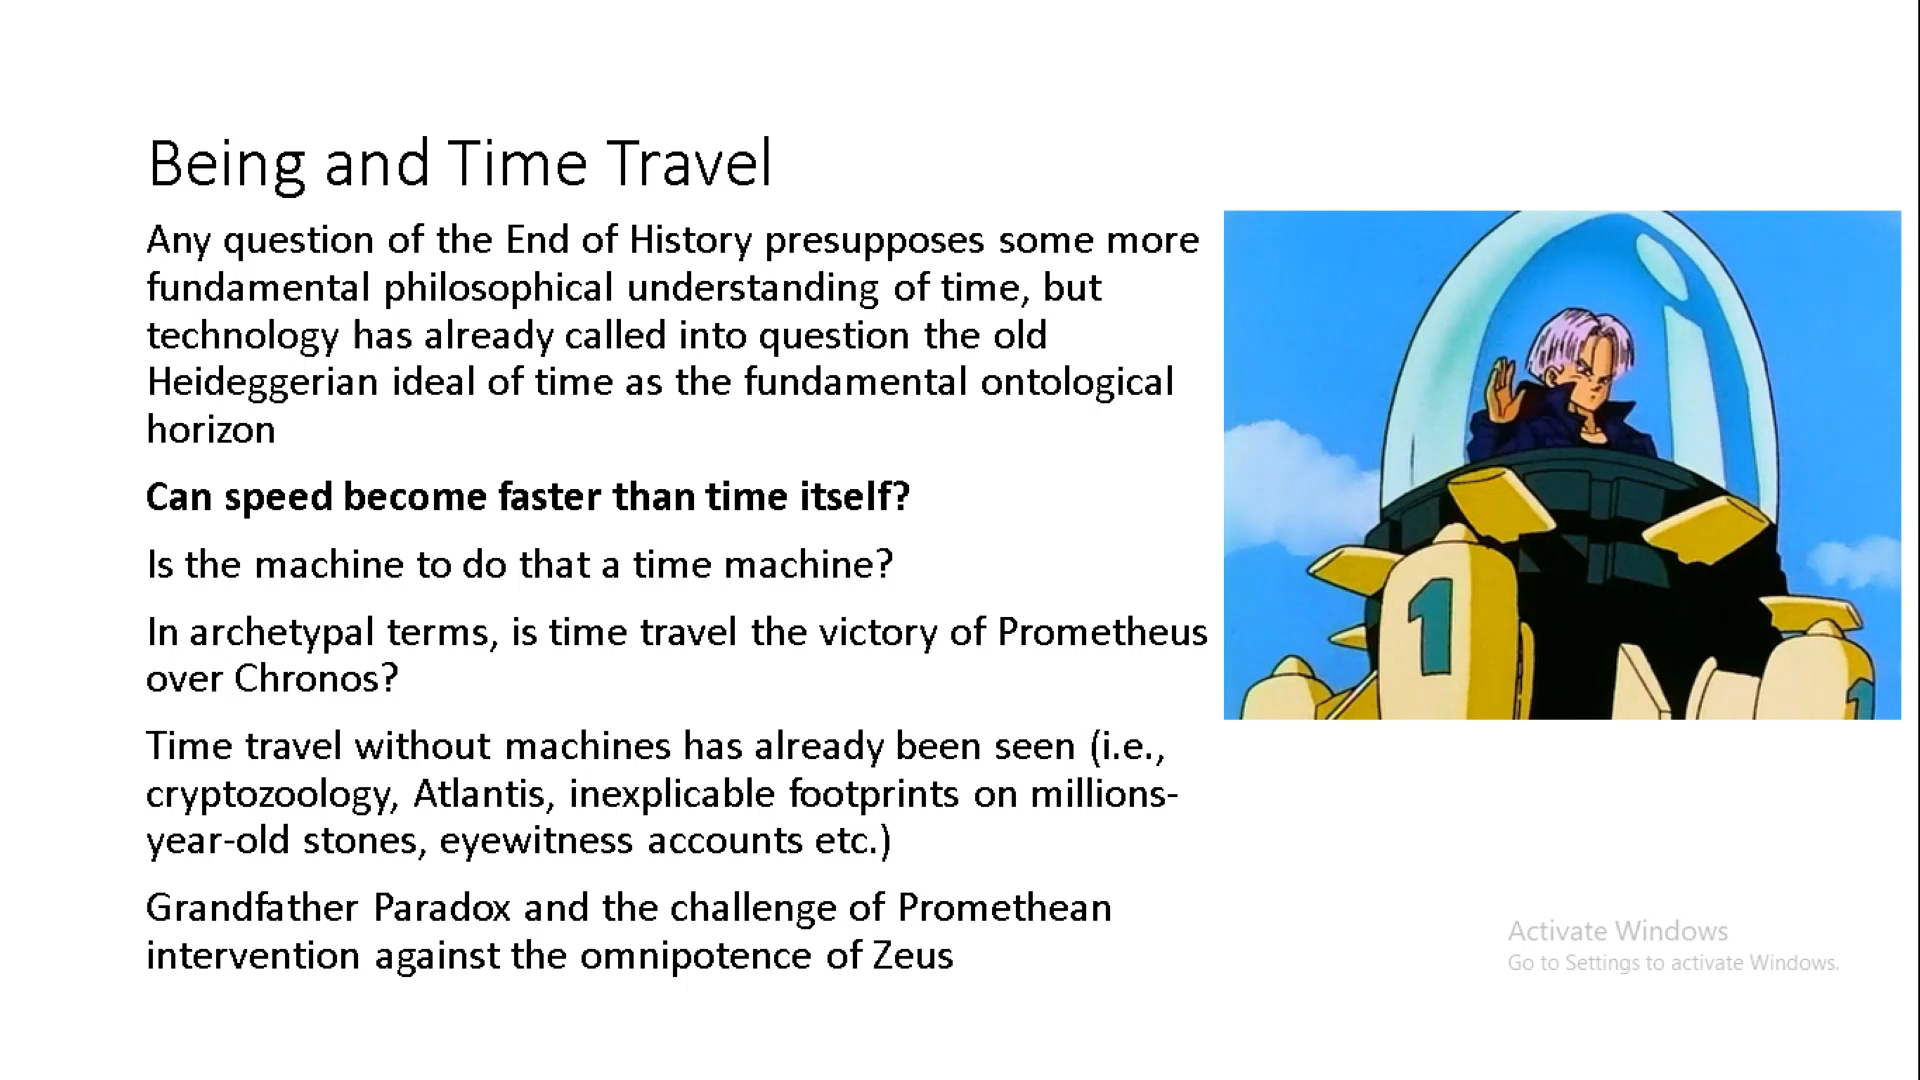 Being and Time Travel
Any question of the End of History presupposes some more
fundamental philosophical understanding of time, but
technology has already called into question the old
Heideggerian ideal of time as the fundamental ontological
horizon
Can speed become faster than time itself?
Is the machine to do that a time machine?
In archetypal terms, is time travel the victory of Prometheus
over Chronos?
Time travel without machines has already been seen (i.e.,
cryptozoology, Atlantis, inexplicable footprints on millions-
year-old stones, eyewitness accounts etc.)
Grandfather Paradox and the challenge of Promethean
intervention against the omnipotence of Zeus
1
1
Activate Windows
Go to Settings to activate Windows.